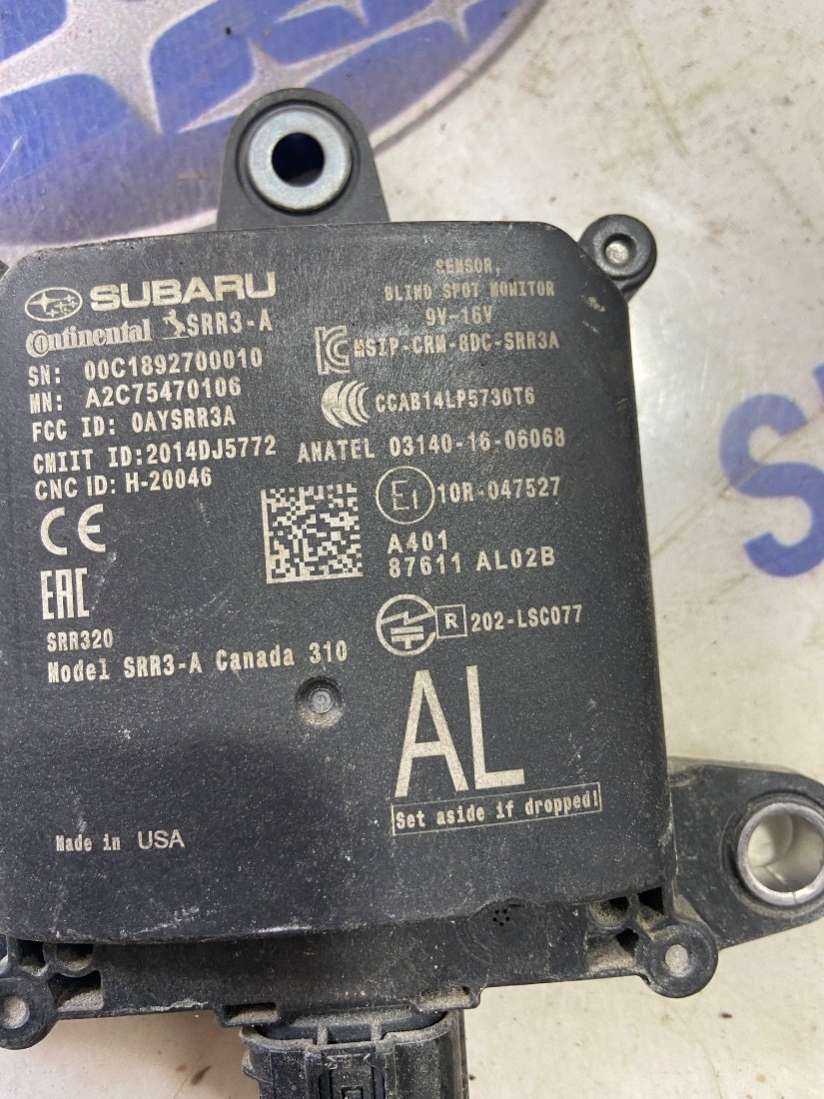 SUBARU
Continental SRR3-A
SN: 00C1892700010
MN: A2C75470106
FCC ID: OAYSRR3A
CMIIT ID:2014DJ5772
CNC ID: H-20046
CE
EAC
SRR320
Model SRR3-A Canada 310
SENSOR,
BLIND SPOT MONITOR
9V-16V
MSIP-CRM-8DC-SRR3A
CCAB14LP5730T6
ANATEL 03140-16-06068
E1 10R-047527
A401
87611 AL02B
R 202-LSC077
AL
Set aside if dropped!
Made in USA
S